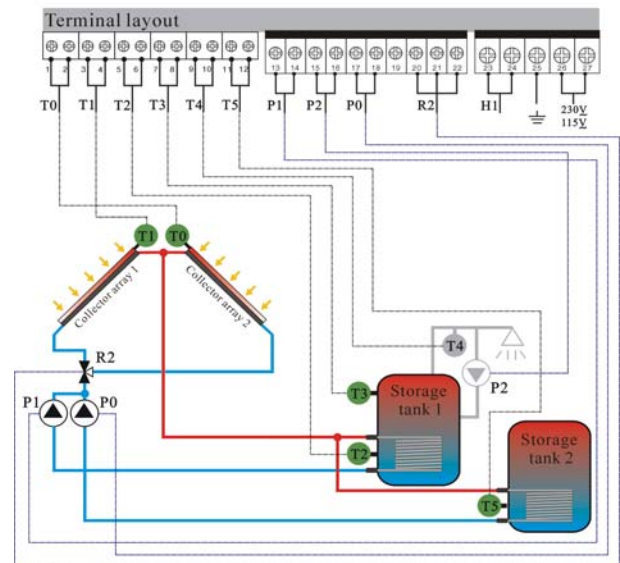 Terminal layout
1 2 3 4 5 6 7 8 9 10 11 12 13 14 15 16 17 18 19 20 21 22 23 24 25 26 27
T0 T1 T2 T3 T4 T5 P1 P2 P0 R2 H1 230V
115V
T1 T0
Collector array 1
Collector array 2
R2
T4
P2
P1 P0
T3
Storage
tank 1
T2
Storage
tank 2
T5